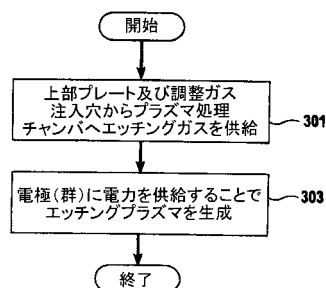 開始
上部プレート及び調整ガス
注入穴からプラズマ処理
チャンバへエッチングガスを供給
301
電極(群)に電力を供給することで
エッチングプラズマを生成
303
終了